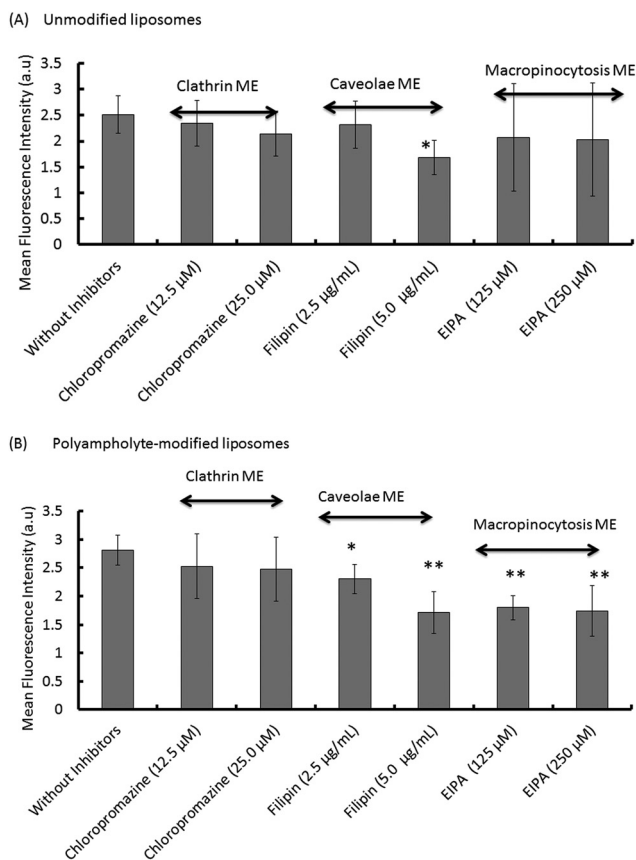 (A) Unmodified liposomes
Mean Fluorescence Intensity (a.u)
3.5
3
2.5
2
1.5
1
0.5
0
Clathrin ME
Caveolae ME
Macropinocytosis ME
*
Without Inhibitors
Chloropromazine (12.5 µM)
Chloropromazine (25.0 µM)
Filipin (2.5 µg/mL)
Filipin (5.0 µg/mL)
EIPA (125 µM)
EIPA (250 µM)
(B) Polyampholyte-modified liposomes
Mean Fluorescence Intensity (a.u)
3.5
3
2.5
2
1.5
1
0.5
0
Clathrin ME
Caveolae ME
Macropinocytosis ME
*
**
**
**
Without Inhibitors
Chloropromazine (12.5 µM)
Chloropromazine (25.0 µM)
Filipin (2.5 µg/mL)
Filipin (5.0 µg/mL)
EIPA (125 µM)
EIPA (250 µM)